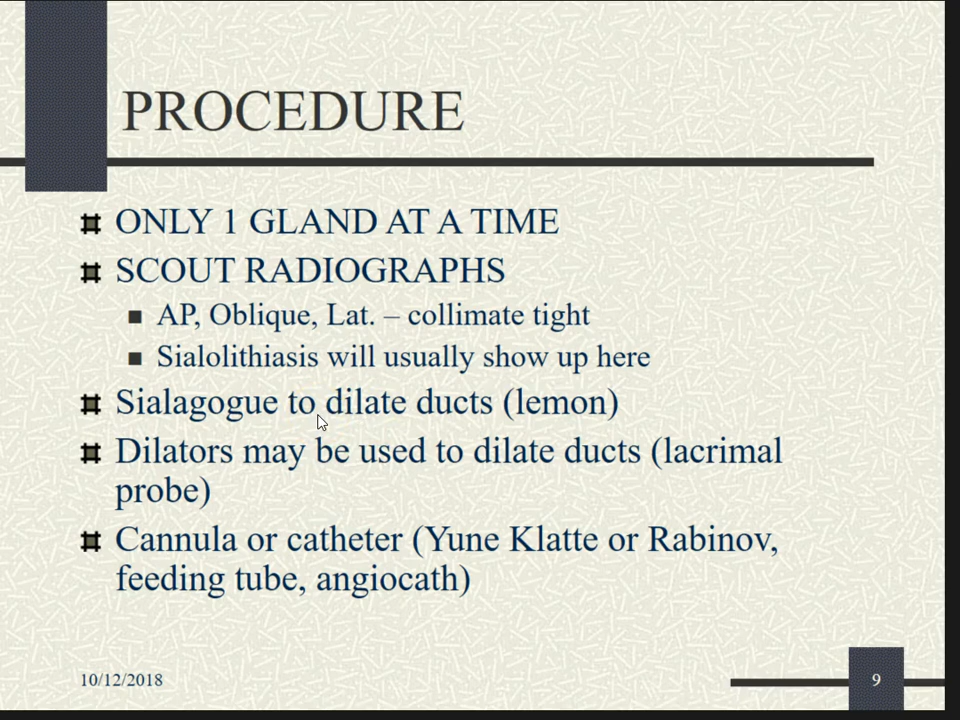 PROCEDURE
ONLY 1 GLAND AT A TIME
SCOUT RADIOGRAPHS
AP, Oblique, Lat. – collimate tight
Sialolithiasis will usually show up here
Sialagogue to dilate ducts (lemon)
Dilators may be used to dilate ducts (lacrimal
probe)
Cannula or catheter (Yune Klatte or Rabinov,
feeding tube, angiocath)
10/12/2018
9